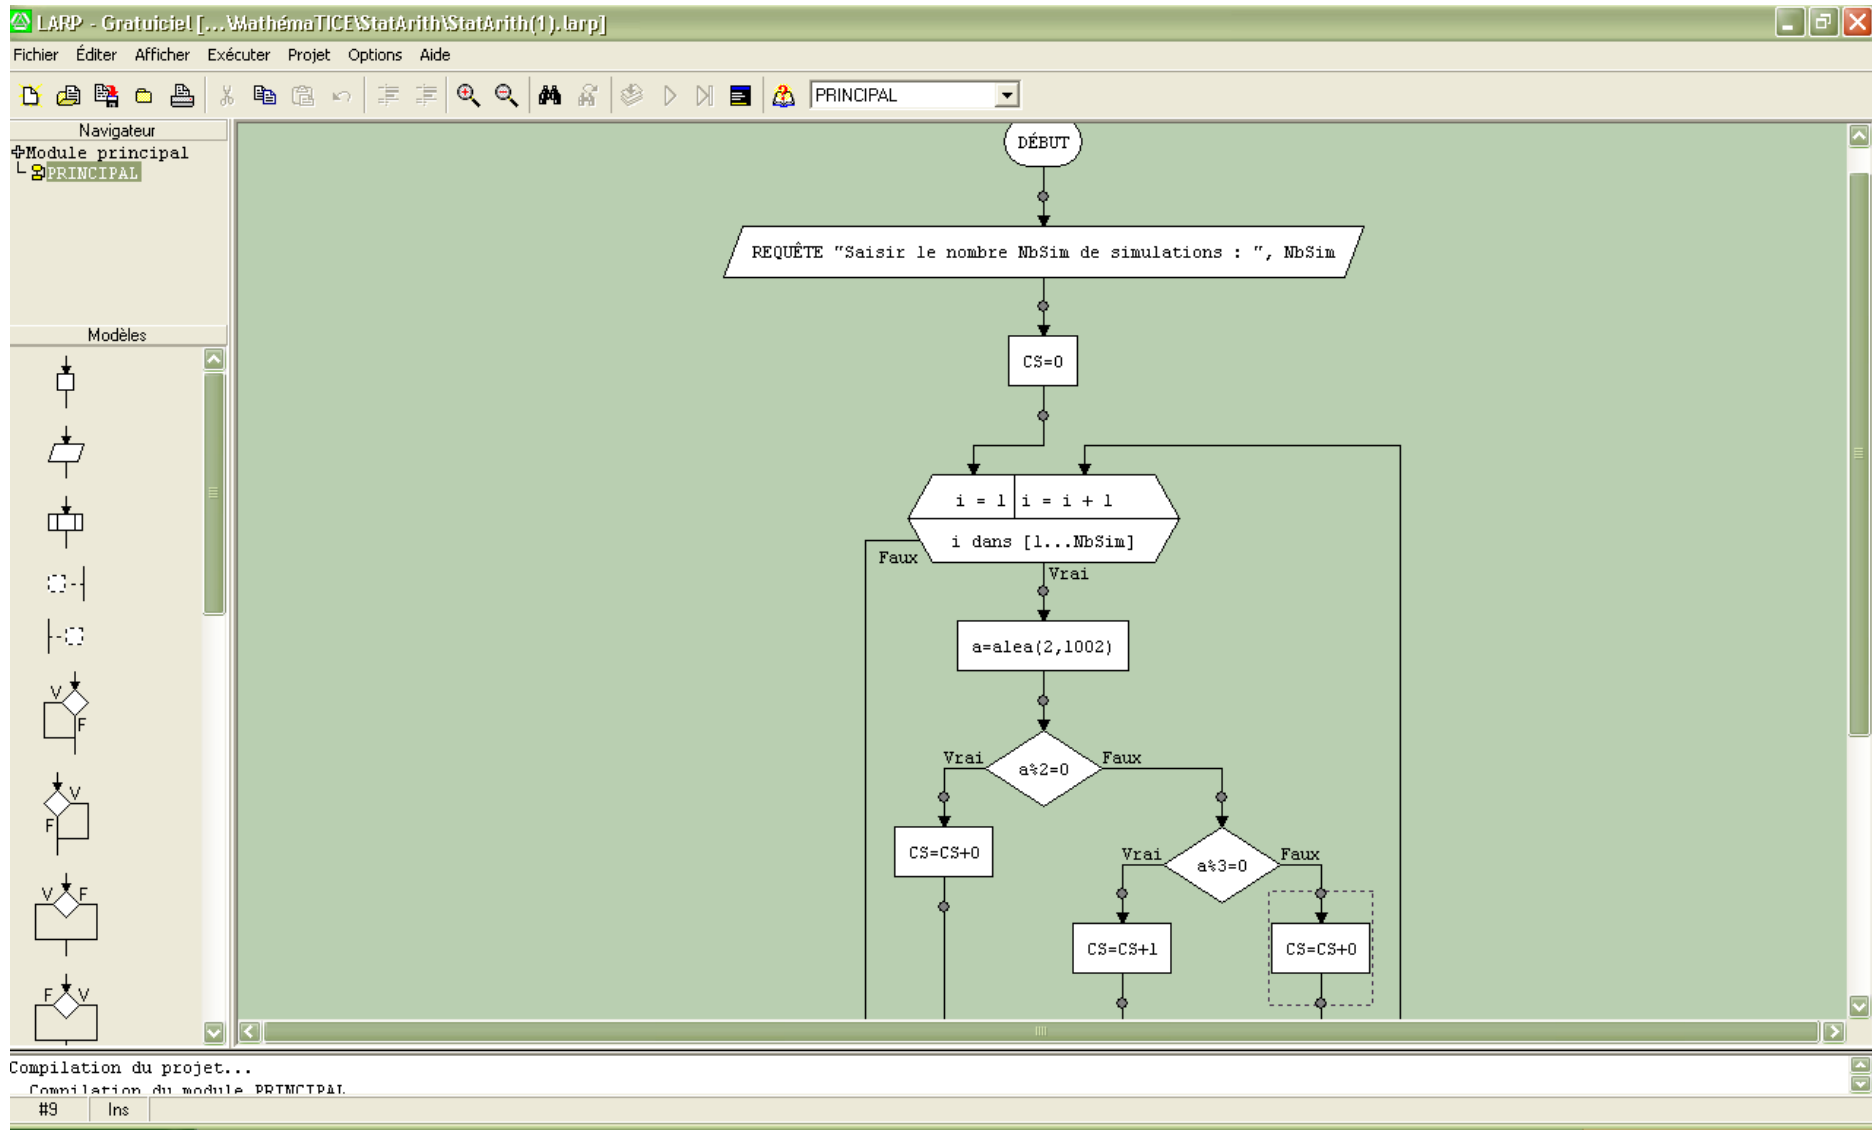 LARP - Gratuiciel [...\MathémaTICE\StatArith\StatArith(1).larp]
Fichier Éditer Afficher Exécuter Projet Options Aide
PRINCIPAL
Navigateur
Module principal
PRINCIPAL
Modèles
V
F
V
F
V F
F V
DÉBUT
REQUÊTE "Saisir le nombre NbSim de simulations : ", NbSim
CS=0
i = 1 i = i + 1
i dans [1...NbSim]
Faux
Vrai
a=alea(2,1002)
Vrai Faux
a%2=0
CS=CS+0
Vrai Faux
a%3=0
CS=CS+1 CS=CS+0
Compilation du projet...
Compilation du module PRINCIPAL
#9 Ins